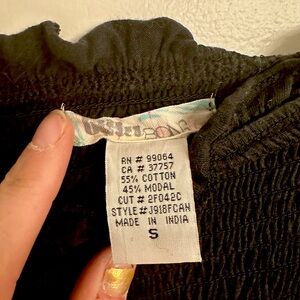 RN # 99064
CA # 37757
55% COTTON
45% MODAL
CUT # 2F042C
STYLE# J918FCAN
MADE IN INDIA
S